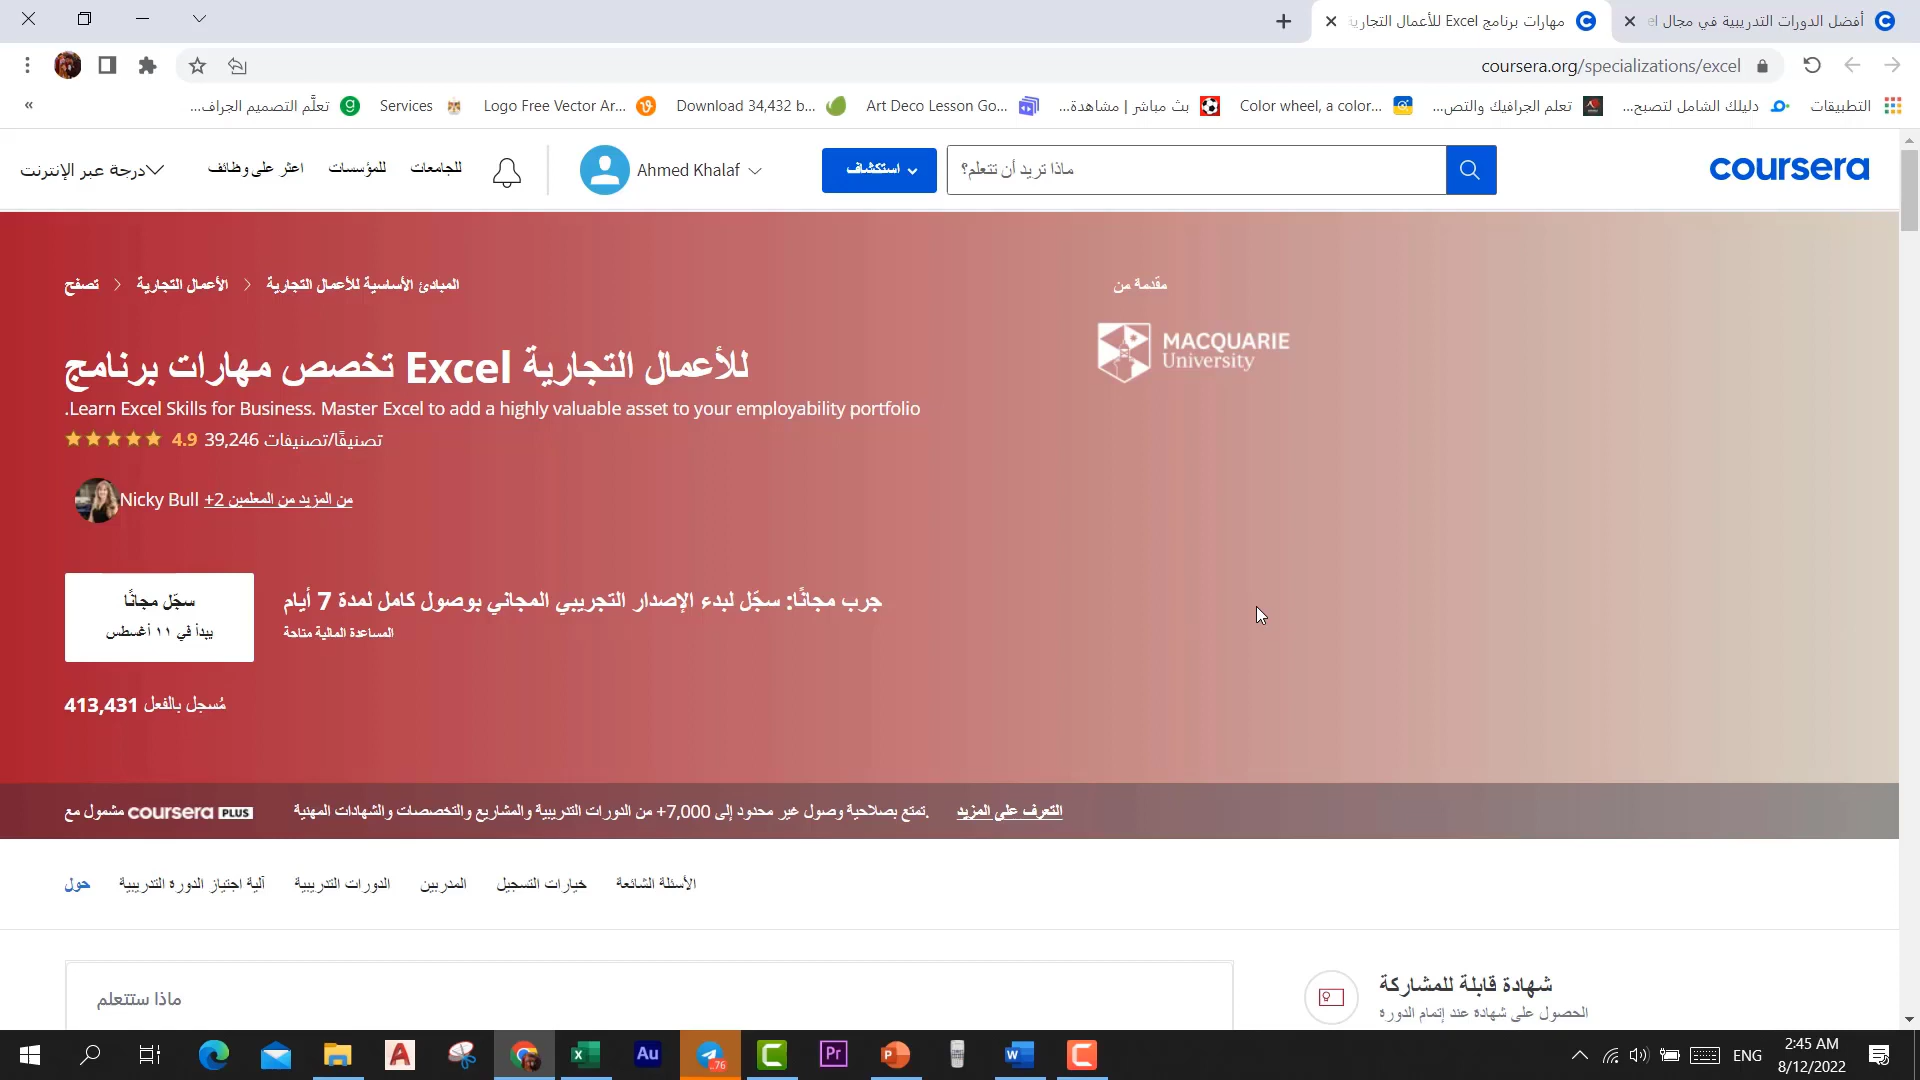 أفضل الدورات التدريبية في مجال el
مهارات برنامج Excel للأعمال التجارية
coursera.org/specializations/excel
التطبيقات
دليلك الشامل لتصبح...
تعلم الجرافيك والتص...
Color wheel, a color...
بث مباشر | مشاهدة...
Art Deco Lesson Go...
Download 34,432 b...
Logo Free Vector Ar...
Services
تعلَّم التصميم الجراف...
«
coursera
ماذا تريد أن تتعلم؟
استكشاف
Ahmed Khalaf
للجامعات
للمؤسسات
اعثر على وظائف
درجة عبر الإنترنت
تصفح > الأعمال التجارية > المبادئ الأساسية للأعمال التجارية
مقدمة من
MACQUARIE
University
تخصص مهارات برنامج Excel للأعمال التجارية
.Learn Excel Skills for Business. Master Excel to add a highly valuable asset to your employability portfolio
4.9 39,246 تصنيفًا/تصنيفات
Nicky Bull +2 من المزيد من المعلمين
سجّل مجانًا
يبدأ في ١١ أغسطس
جرب مجانًا: سجّل لبدء الإصدار التجريبي المجاني بوصول كامل لمدة 7 أيام
المساعدة المالية متاحة
413,431 مُسجل بالفعل
مشمول مع coursera PLUS
تمتع بصلاحية وصول غير محدود إلى 7,000+ من الدورات التدريبية والمشاريع والتخصصات والشهادات المهنية.
التعرف على المزيد
حول
آلية اجتياز الدورة التدريبية
الدورات التدريبية
المدربين
خيارات التسجيل
الأسئلة الشائعة
ماذا ستتعلم
شهادة قابلة للمشاركة
الحصول على شهادة عند إتمام الدورة
Au
76
Pr
ENG
2:45 AM
8/12/2022